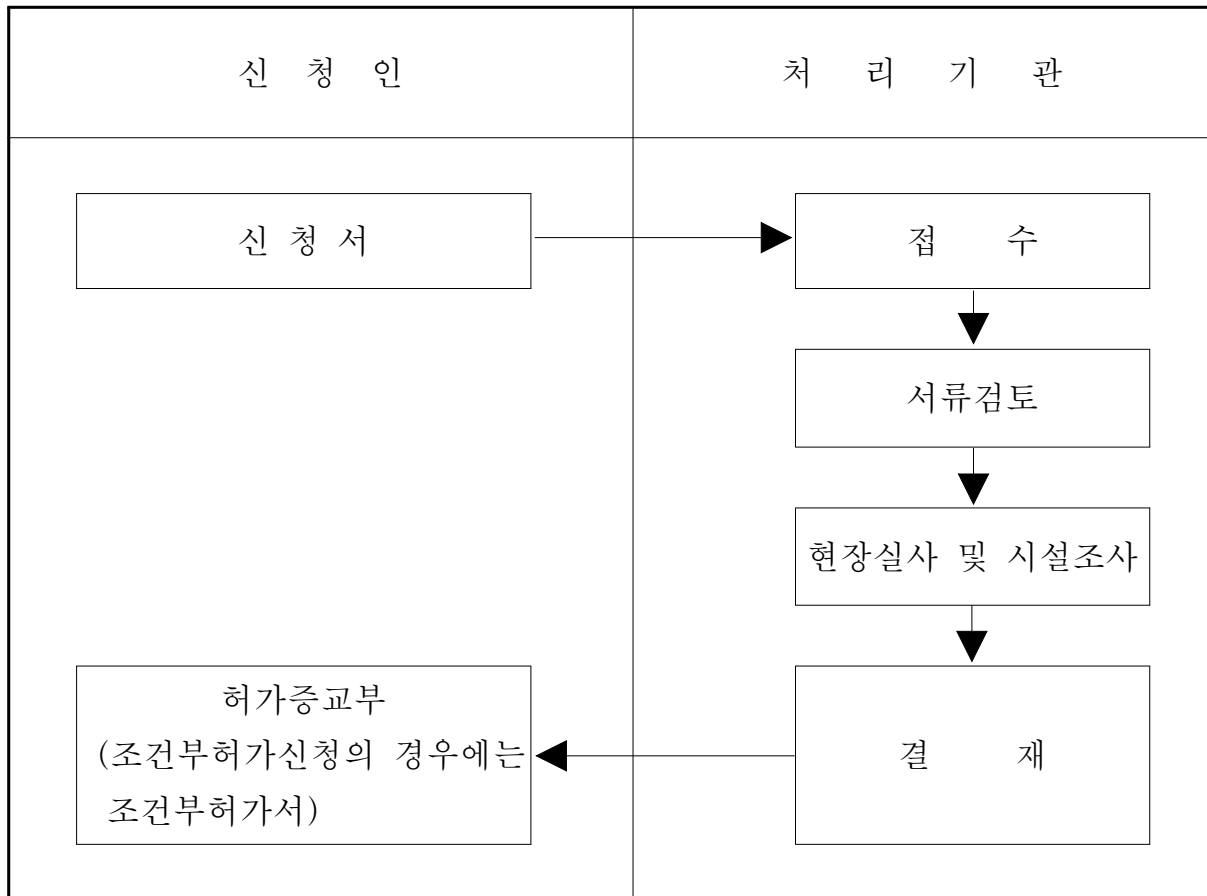 신 청 인
처 리 기 관
신 청 서
접 수
서류검토
현장실사 및 시설조사
허가증교부
(조건부허가신청의 경우에는
조건부허가서)
결 재